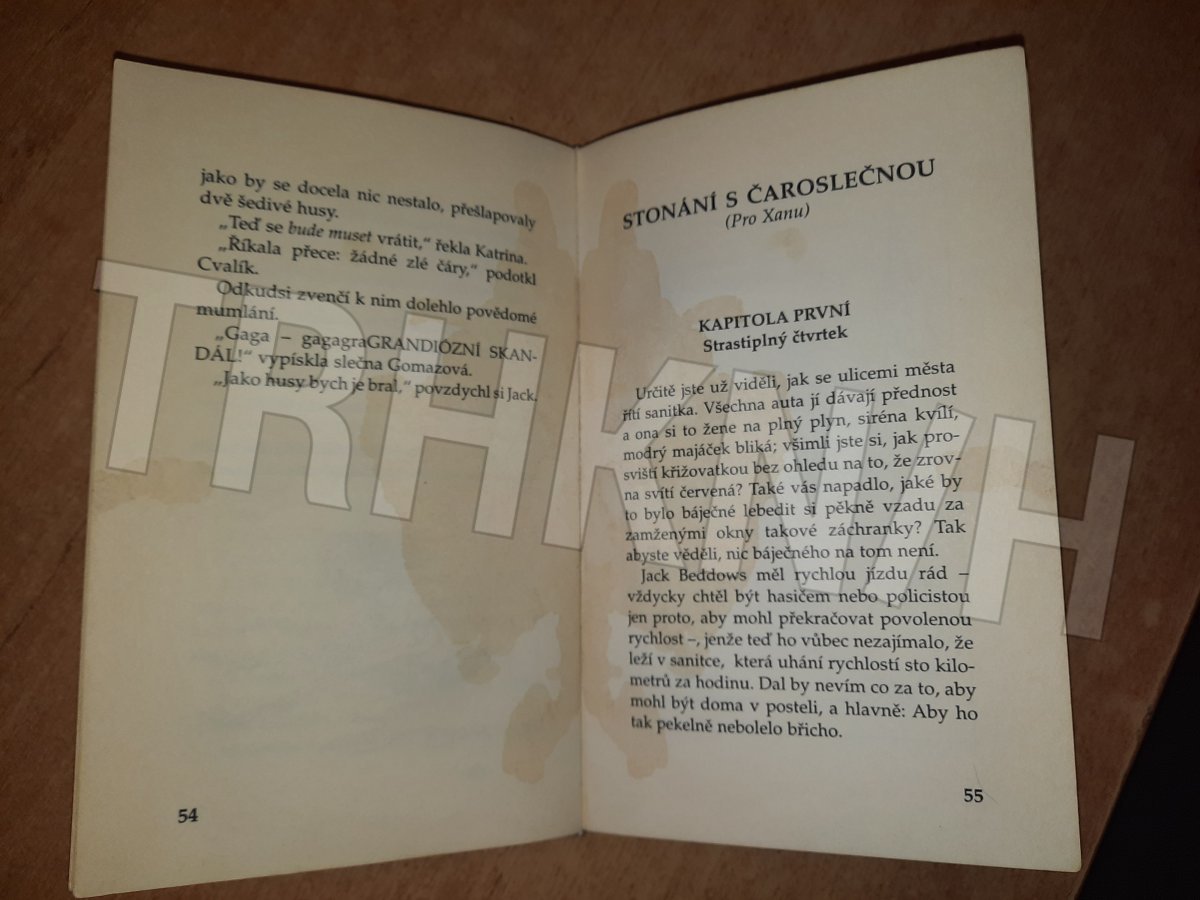 jako by se docela nic nestalo, přešlapovaly
dvě šedivé husy.
„Teď se bude muset vrátit,“ řekla Katrina.
„Říkala přece: žádné zlé čáry,“ podotkl
Cvalík.
Odkudsi zvenčí k nim dolehlo povědomé
mumlání.
„Gaga – gagagraGRANDIÓZNÍ SKAN-
DÁL!“ vypískla slečna Gomazová.
„Jako husy bych je bral,“ povzdychl si Jack.
54
STONÁNÍ S ČAROSLEČNOU
(Pro Xanu)
KAPITOLA PRVNÍ
Strastiplný čtvrtek
Určitě jste už viděli, jak se ulicemi města
řítí sanitka. Všechna auta jí dávají přednost
a ona si to žene na plný plyn, siréna kvílí,
modrý majáček bliká; všimli jste si, jak pro-
sviští křižovatkou bez ohledu na to, že zrov-
na svítí červená? Také vás napadlo, jaké by
to bylo báječné lebedit si pěkně vzadu za
zamženými okny takové záchranky? Tak
abyste věděli, nic báječného na tom není.
Jack Beddows měl rychlou jízdu rád –
vždycky chtěl být hasičem nebo policistou
jen proto, aby mohl překračovat povolenou
rychlost –, jenže teď ho vůbec nezajímalo, že
leží v sanitce, která uhání rychlostí sto kilo-
metrů za hodinu. Dal by nevím co za to, aby
mohl být doma v posteli, a hlavně: Aby ho
tak pekelně nebolelo břicho.
55
TRHKNIH